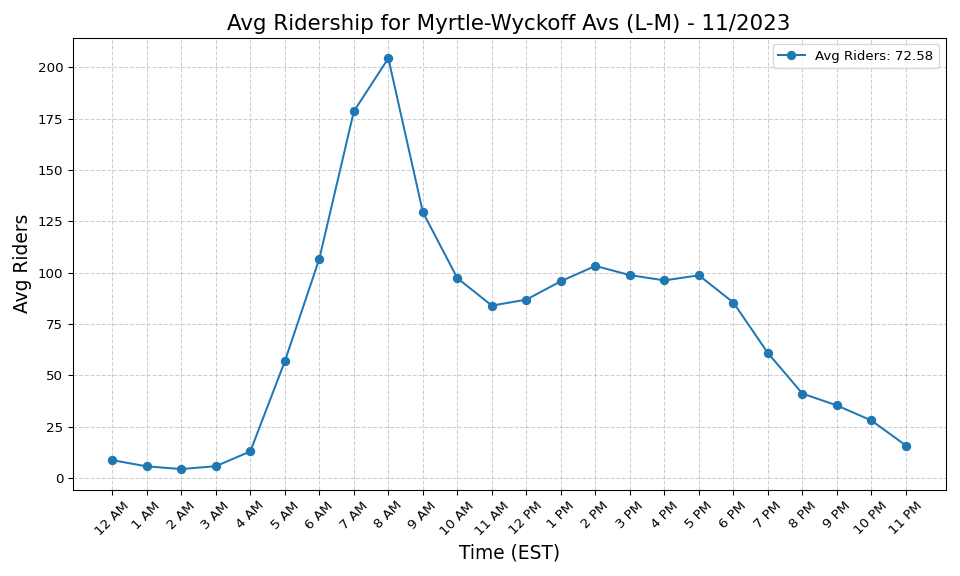 Avg Ridership for Myrtle-Wyckoff Avs (L-M) - 11/2023
Avg Riders: 72.58
Avg Riders
200
175
150
125
100
75
50
25
0
12 AM
1 AM
2 AM
3 AM
4 AM
5 AM
6 AM
7 AM
8 AM
9 AM
10 AM
11 AM
12 PM
1 PM
2 PM
3 PM
4 PM
5 PM
6 PM
7 PM
8 PM
9 PM
10 PM
11 PM
Time (EST)